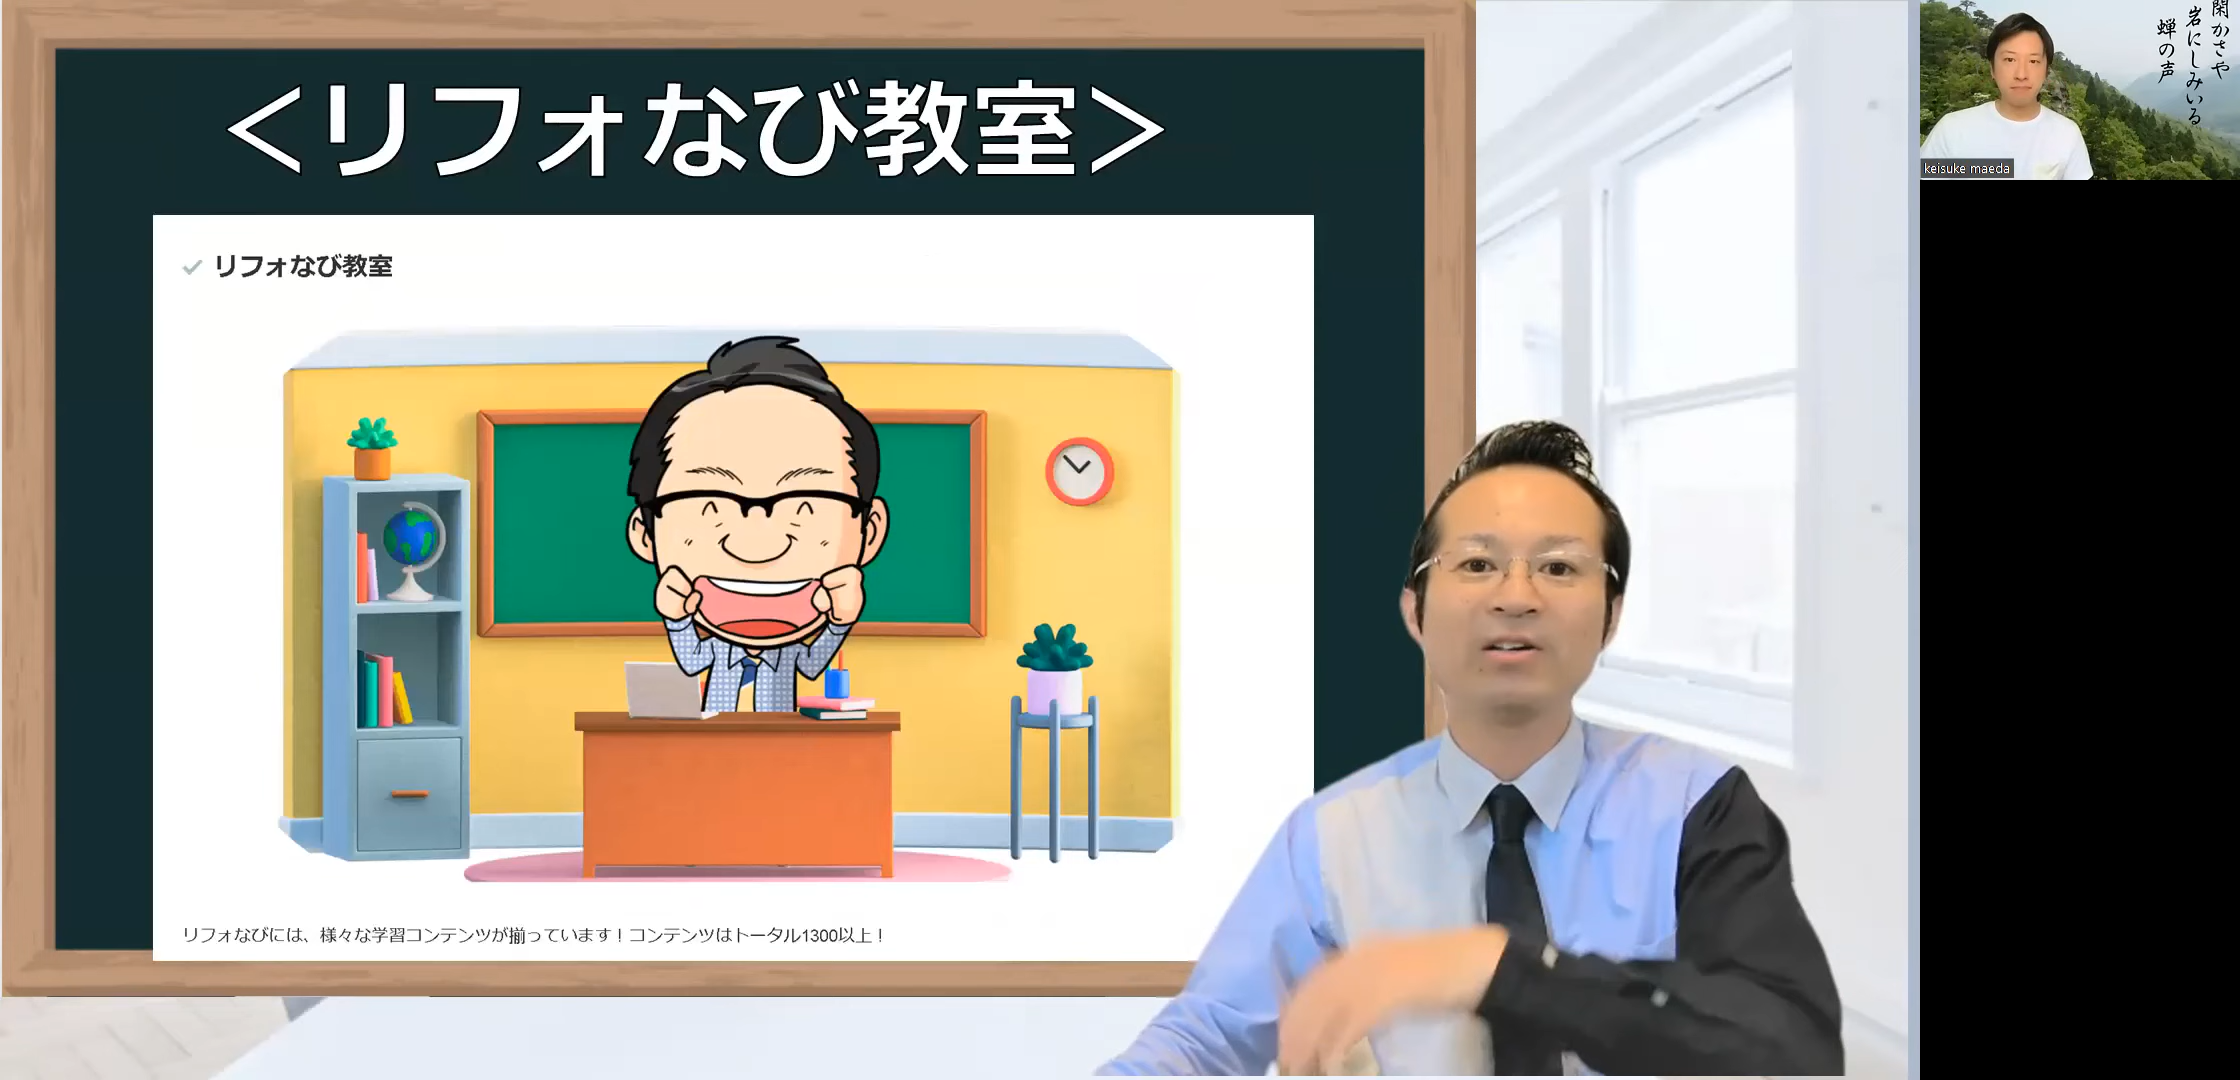 ＜リフォなび教室＞
リフォなび教室
リフォなびには、様々な学習コンテンツが揃っています！コンテンツはトータル1300以上！
閑かさや
岩にしみいる
蝉の声
keisuke maeda